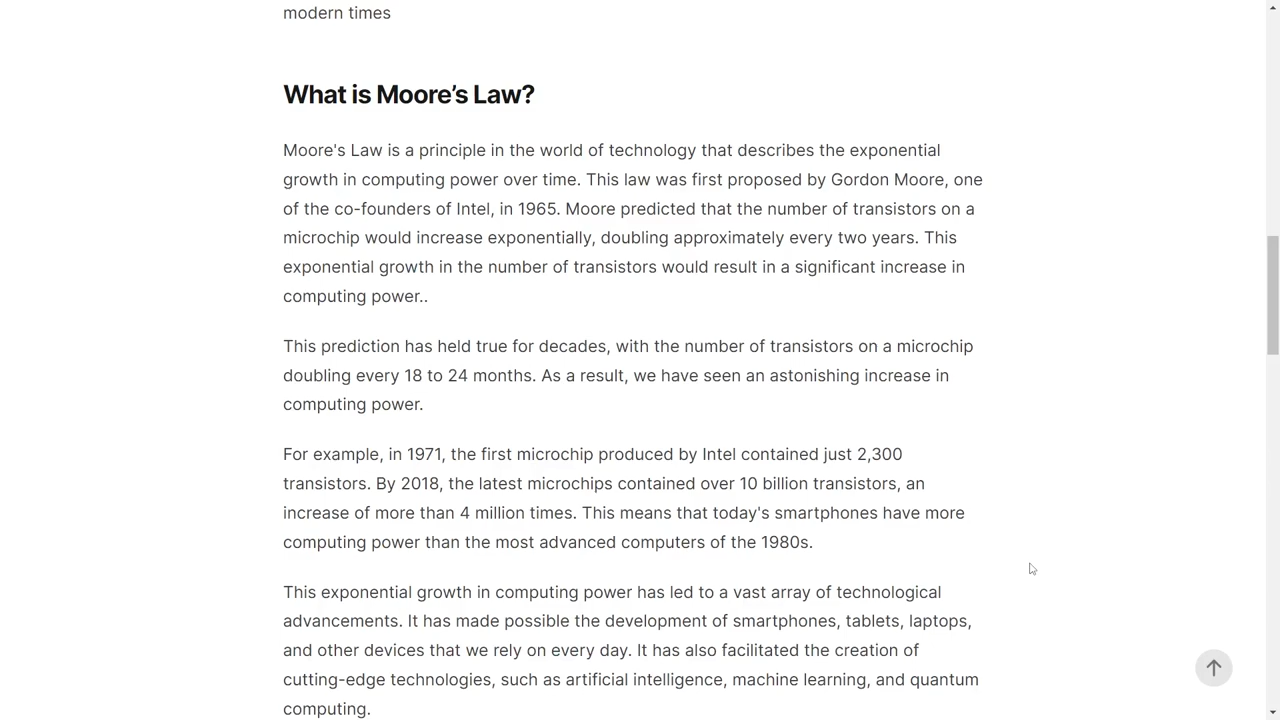 modern times
What is Moore’s Law?
Moore's Law is a principle in the world of technology that describes the exponential
growth in computing power over time. This law was first proposed by Gordon Moore, one
of the co-founders of Intel, in 1965. Moore predicted that the number of transistors on a
microchip would increase exponentially, doubling approximately every two years. This
exponential growth in the number of transistors would result in a significant increase in
computing power..
This prediction has held true for decades, with the number of transistors on a microchip
doubling every 18 to 24 months. As a result, we have seen an astonishing increase in
computing power.
For example, in 1971, the first microchip produced by Intel contained just 2,300
transistors. By 2018, the latest microchips contained over 10 billion transistors, an
increase of more than 4 million times. This means that today's smartphones have more
computing power than the most advanced computers of the 1980s.
This exponential growth in computing power has led to a vast array of technological
advancements. It has made possible the development of smartphones, tablets, laptops,
and other devices that we rely on every day. It has also facilitated the creation of
cutting-edge technologies, such as artificial intelligence, machine learning, and quantum
computing.